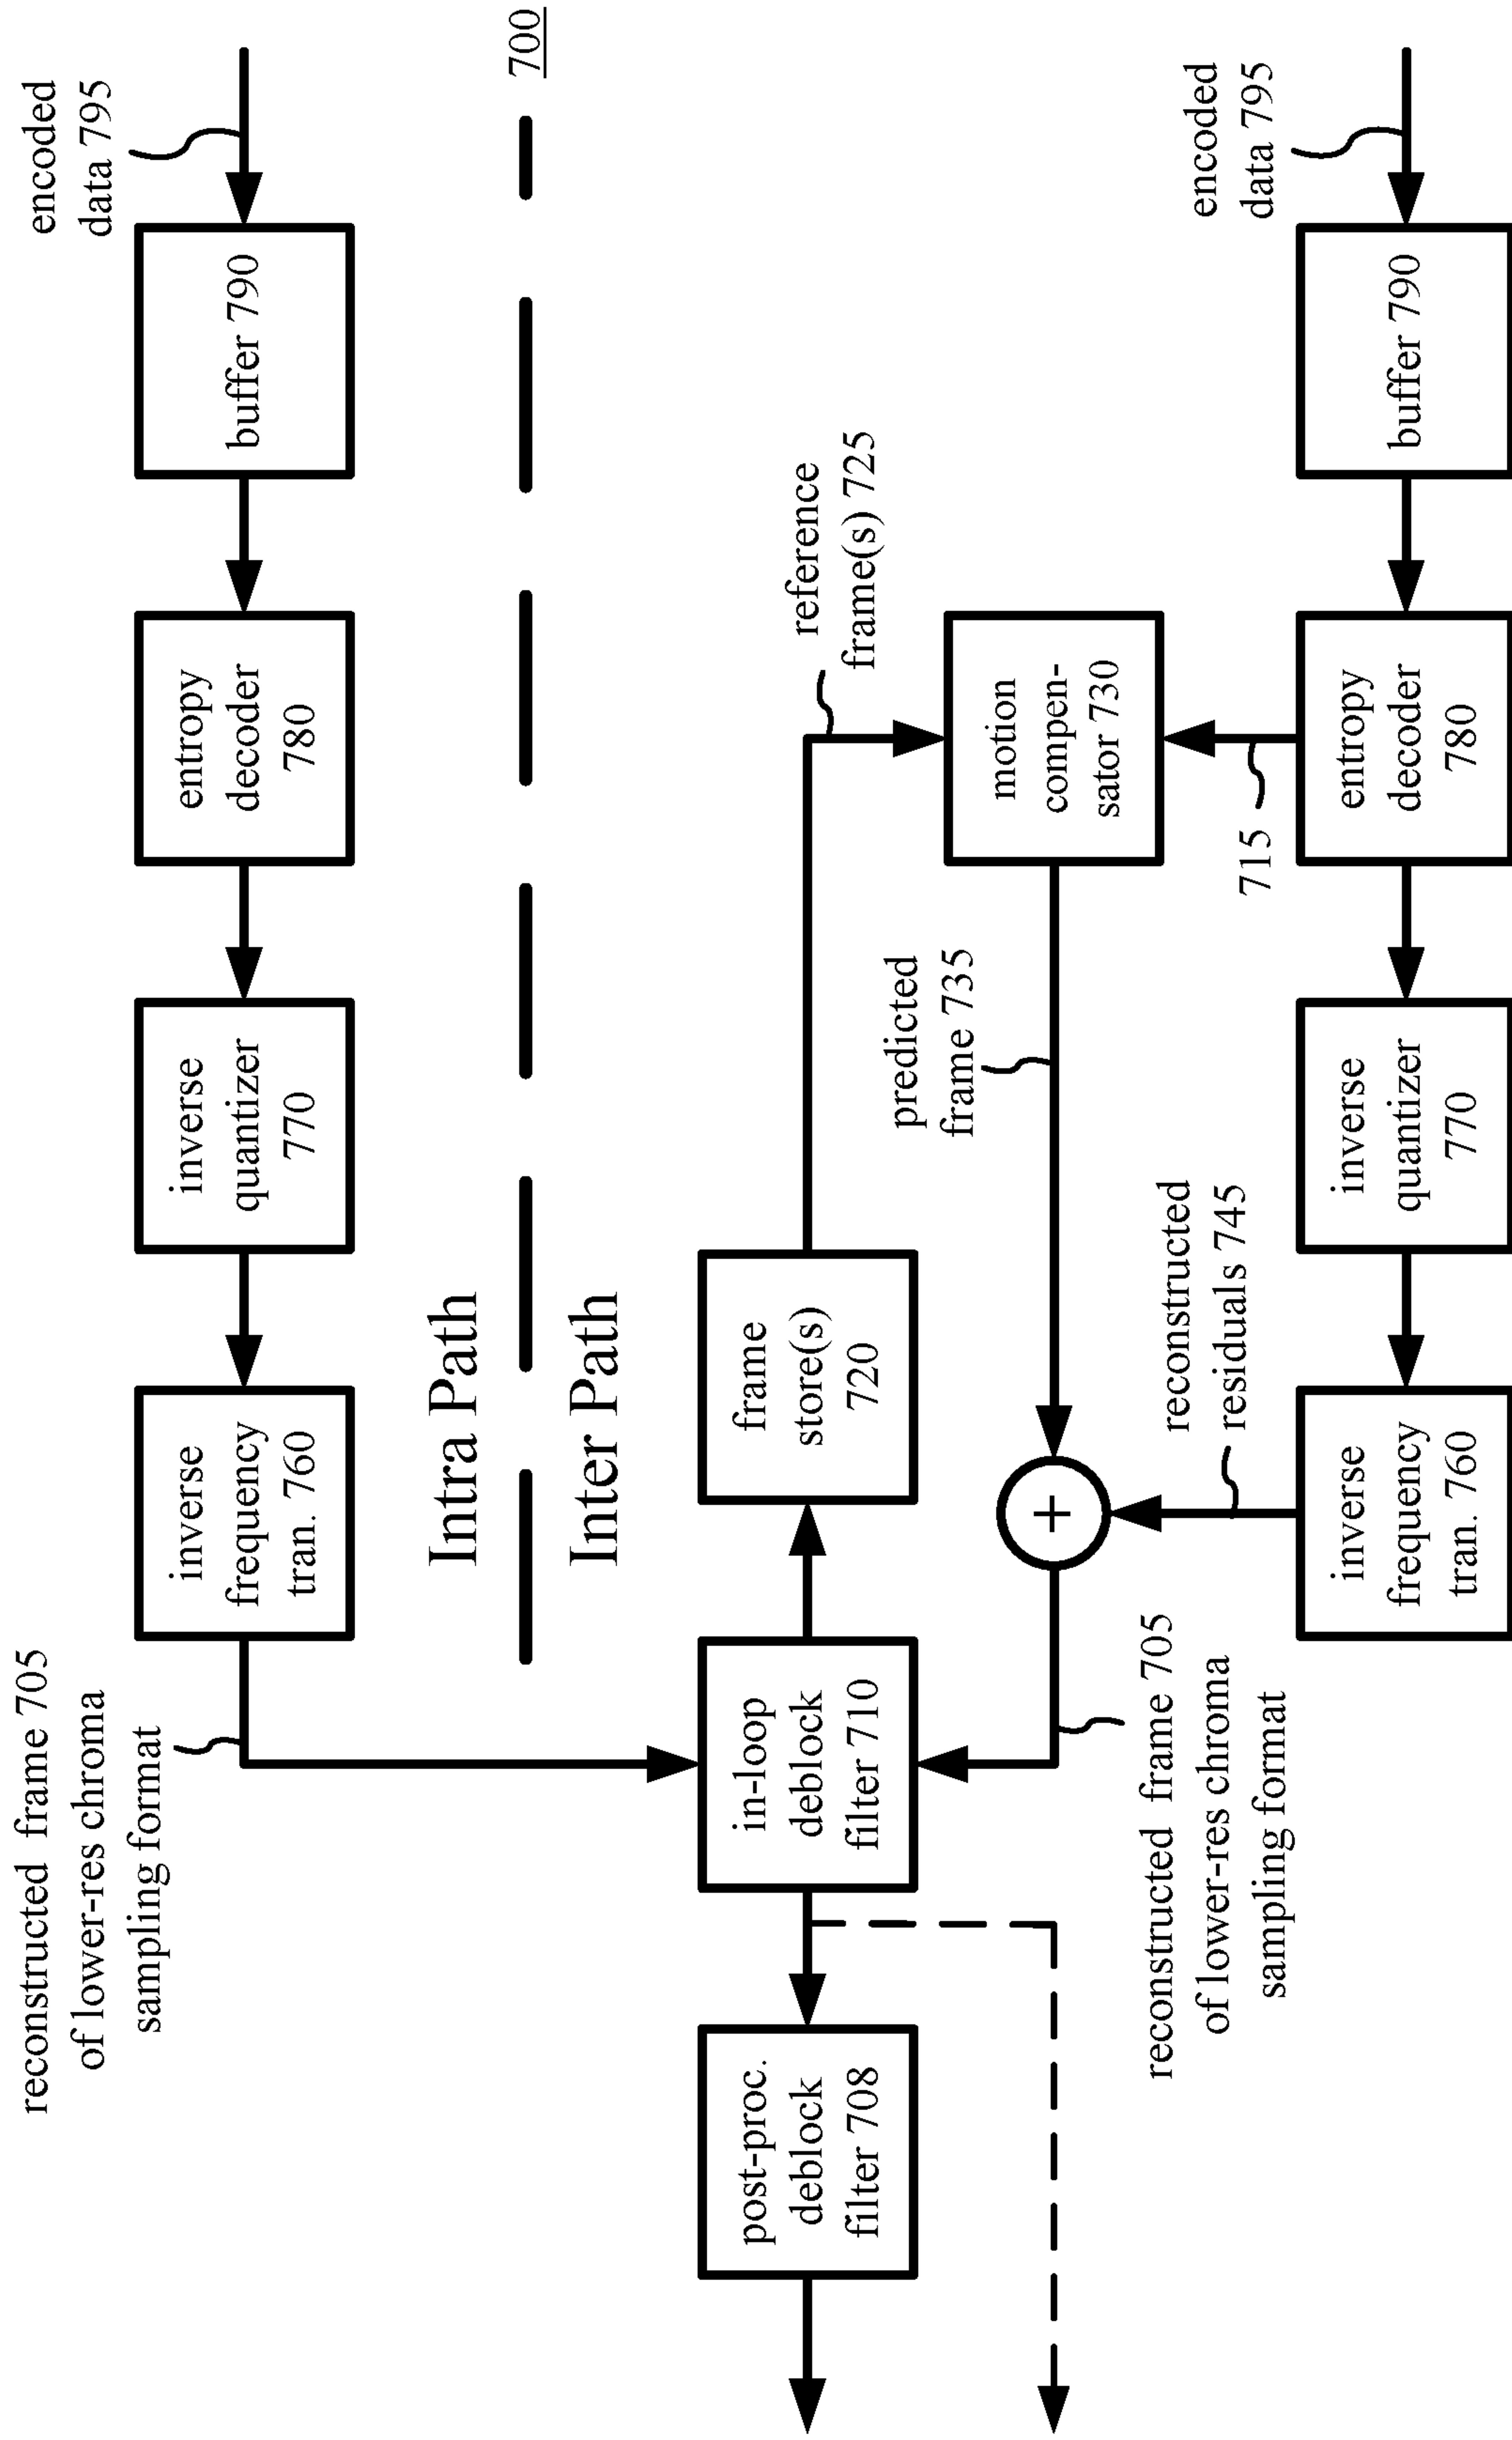 700
encoded
data 795
buffer 790
entropy
decoder
780
inverse
quantizer
770
inverse
frequency
tran. 760
reconstructed frame 705
of lower-res chroma
sampling format
Intra Path
Inter Path
reference
frame(s) 725
frame
store(s)
720
in-loop
deblock
filter 710
post-proc.
deblock
filter 708
motion
compen-
sator 730
predicted
frame 735
+
reconstructed frame 705
of lower-res chroma
sampling format
reconstructed
residuals 745
715
encoded
data 795
buffer 790
entropy
decoder
780
inverse
quantizer
770
inverse
frequency
tran. 760